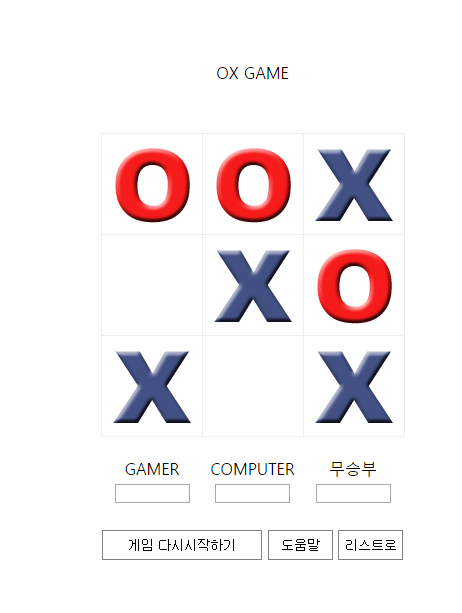 OX GAME
O O X
X O
X X
GAMER COMPUTER 무승부
게임 다시시작하기 도움말 리스트로